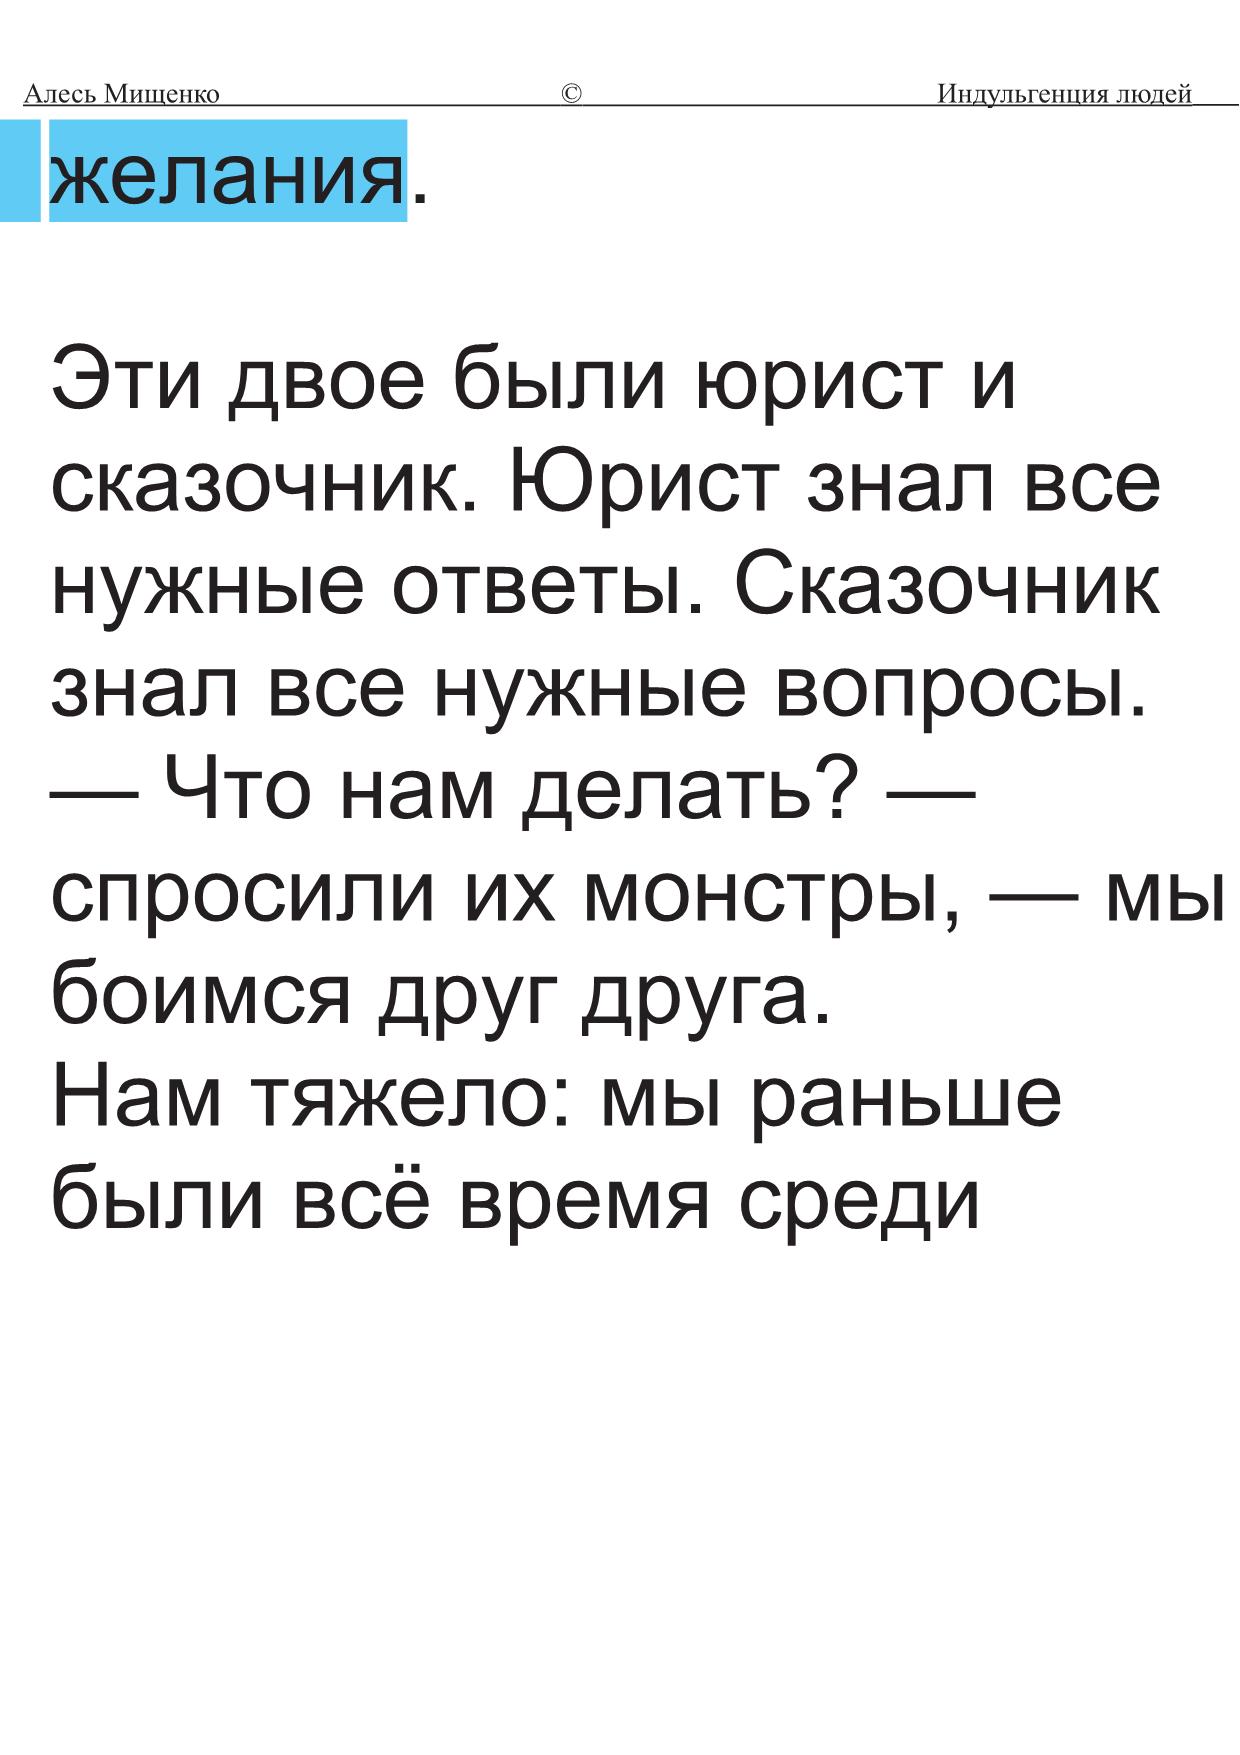 Алесь Мищенко © Индульгенция людей
желания.
Эти двое были юрист и
сказочник. Юрист знал все
нужные ответы. Сказочник
знал все нужные вопросы.
— Что нам делать? —
спросили их монстры, — мы
боимся друг друга.
Нам тяжело: мы раньше
были всё время среди